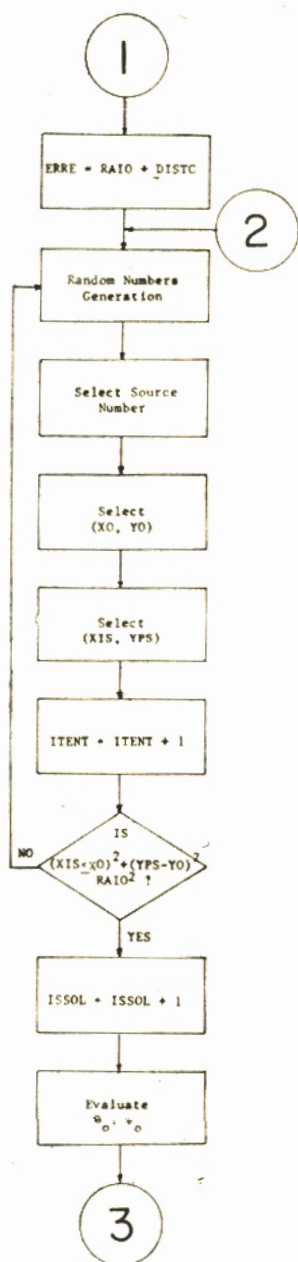 1
ERRE = RAIO + DISTC
2
Random Numbers
Generation
Select Source
Number
Select
(XO, YO)
Select
(XIS, YPS)
ITENT + ITENT + 1
IS
NO
(XIS-XO)²+(YPS-YO)²
≤
RAIO² ?
YES
ISSOL + ISSOL + 1
Evaluate
3